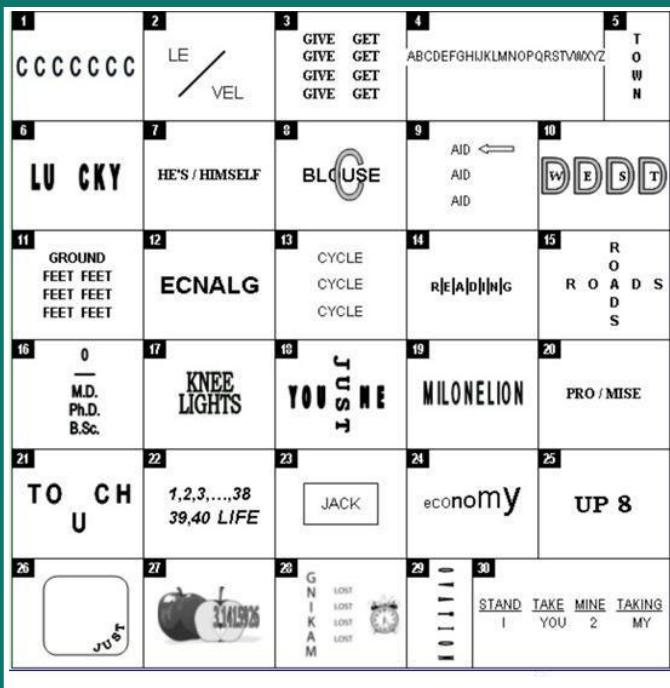 1
C C C C C C C
2
LE
VEL
3
GIVE GET
GIVE GET
GIVE GET
GIVE GET
4
ABCDEFGHIJKLMNOPQRSTVWXYZ
5
T
O
W
N
6
LU CKY
7
HE'S / HIMSELF
8
BLOUSE
C
9
AID
AID
AID
10
D D D D
W E S T
11
GROUND
FEET FEET
FEET FEET
FEET FEET
12
ECNALG
13
CYCLE
CYCLE
CYCLE
14
R|E|A|D|I|N|G
15
R
O
R O A D S
D
S
16
0
M.D.
Ph.D.
B.Sc.
17
KNEE
LIGHTS
18
YOU JUST ME
19
MILONELION
20
PRO / MISE
21
TO CH
U
22
1,2,3,...,38
39,40 LIFE
23
JACK
24
economy
25
UP 8
26
JUST
27
3.1415926
28
G
N
I
K
A
M
LOST
LOST
LOST
LOST
29
30
STAND TAKE MINE TAKING
I YOU 2 MY